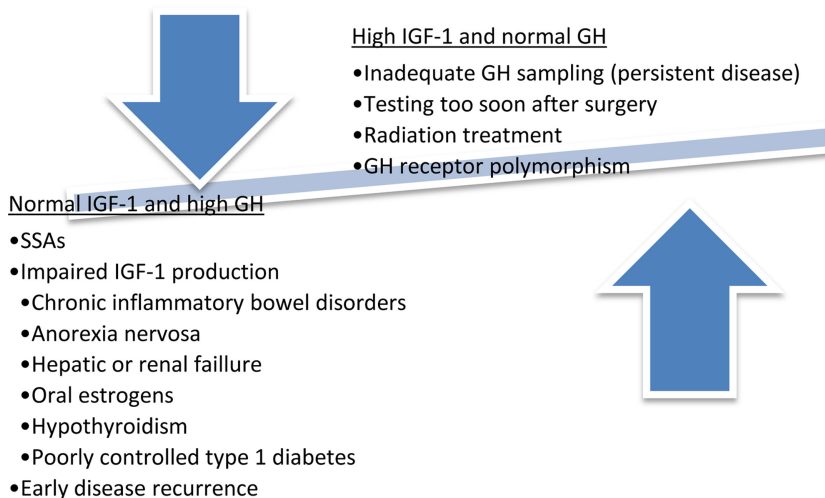 High IGF-1 and normal GH
•Inadequate GH sampling (persistent disease)
•Testing too soon after surgery
•Radiation treatment
•GH receptor polymorphism
Normal IGF-1 and high GH
•SSAs
•Impaired IGF-1 production
•Chronic inflammatory bowel disorders
•Anorexia nervosa
•Hepatic or renal faillure
•Oral estrogens
•Hypothyroidism
•Poorly controlled type 1 diabetes
•Early disease recurrence